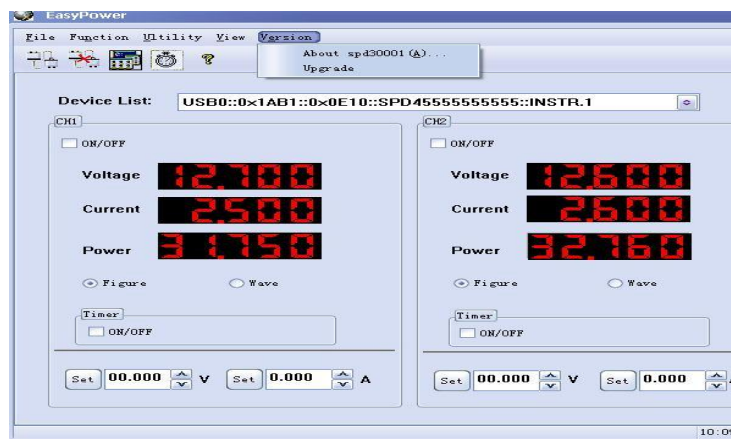 EasyPower
File Function Ultility View Version
About spd30001(A)...
Upgrade
Device List: USB0::0x1AB1::0x0E10::SPD45555555555::INSTR.1
CH1
ON/OFF
Voltage 12.700
Current 2.500
Power 31.750
Figure Wave
Timer
ON/OFF
Set 00.000 V Set 0.000 A
CH2
ON/OFF
Voltage 12.600
Current 2.600
Power 32.760
Figure Wave
Timer
ON/OFF
Set 00.000 V Set 0.000